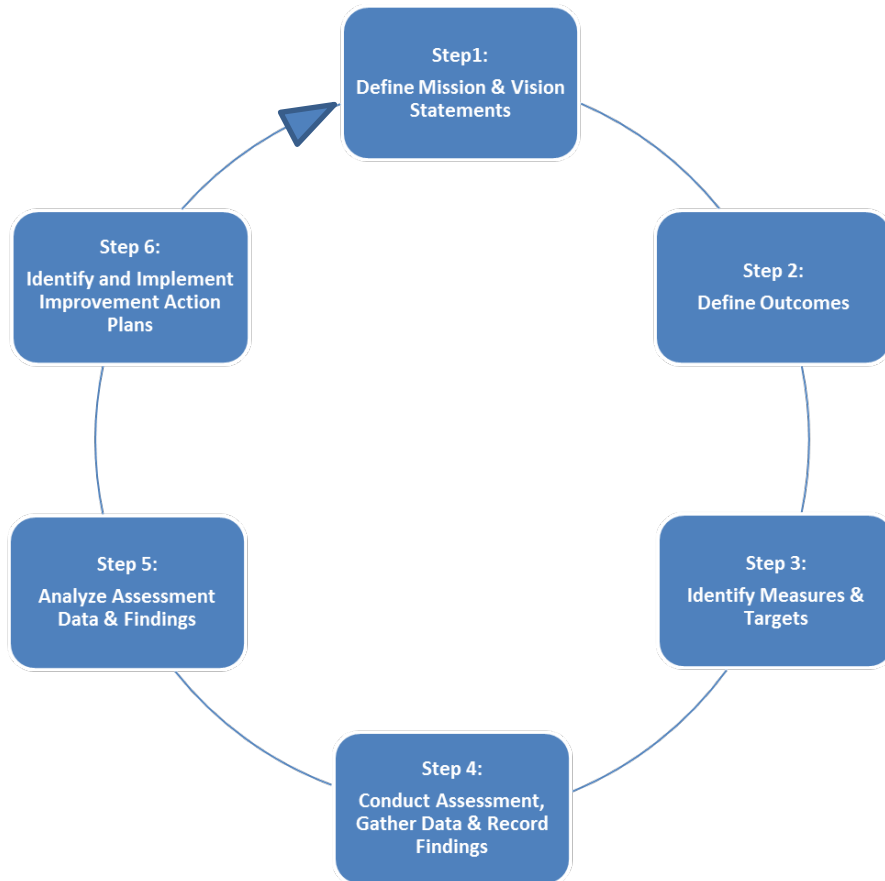 Step1:
Define Mission & Vision
Statements
Step 2:
Define Outcomes
Step 3:
Identify Measures &
Targets
Step 4:
Conduct Assessment,
Gather Data & Record
Findings
Step 5:
Analyze Assessment
Data & Findings
Step 6:
Identify and Implement
Improvement Action
Plans